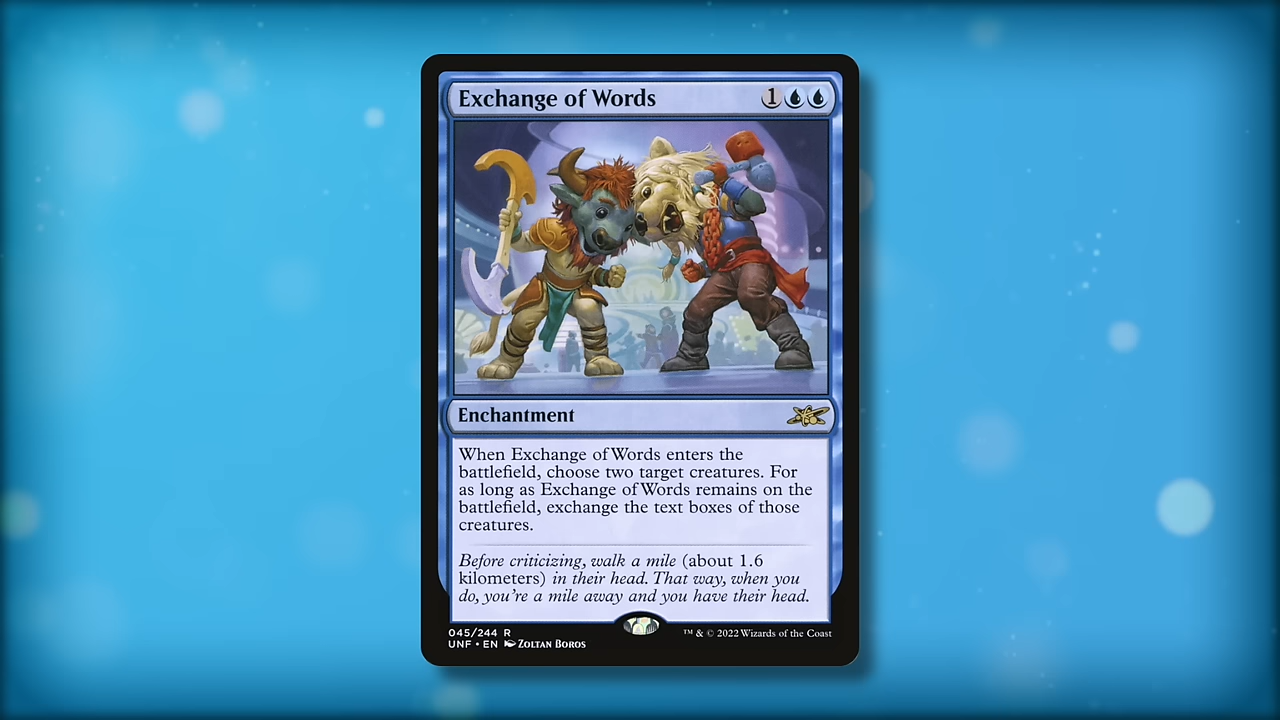 Exchange of Words
1
Enchantment
When Exchange of Words enters the
battlefield, choose two target creatures. For
as long as Exchange of Words remains on the
battlefield, exchange the text boxes of those
creatures.
Before criticizing, walk a mile (about 1.6
kilometers) in their head. That way, when you
do, you're a mile away and you have their head.
045/244 R
UNF • EN Zoltan Boros
™ & © 2022 Wizards of the Coast